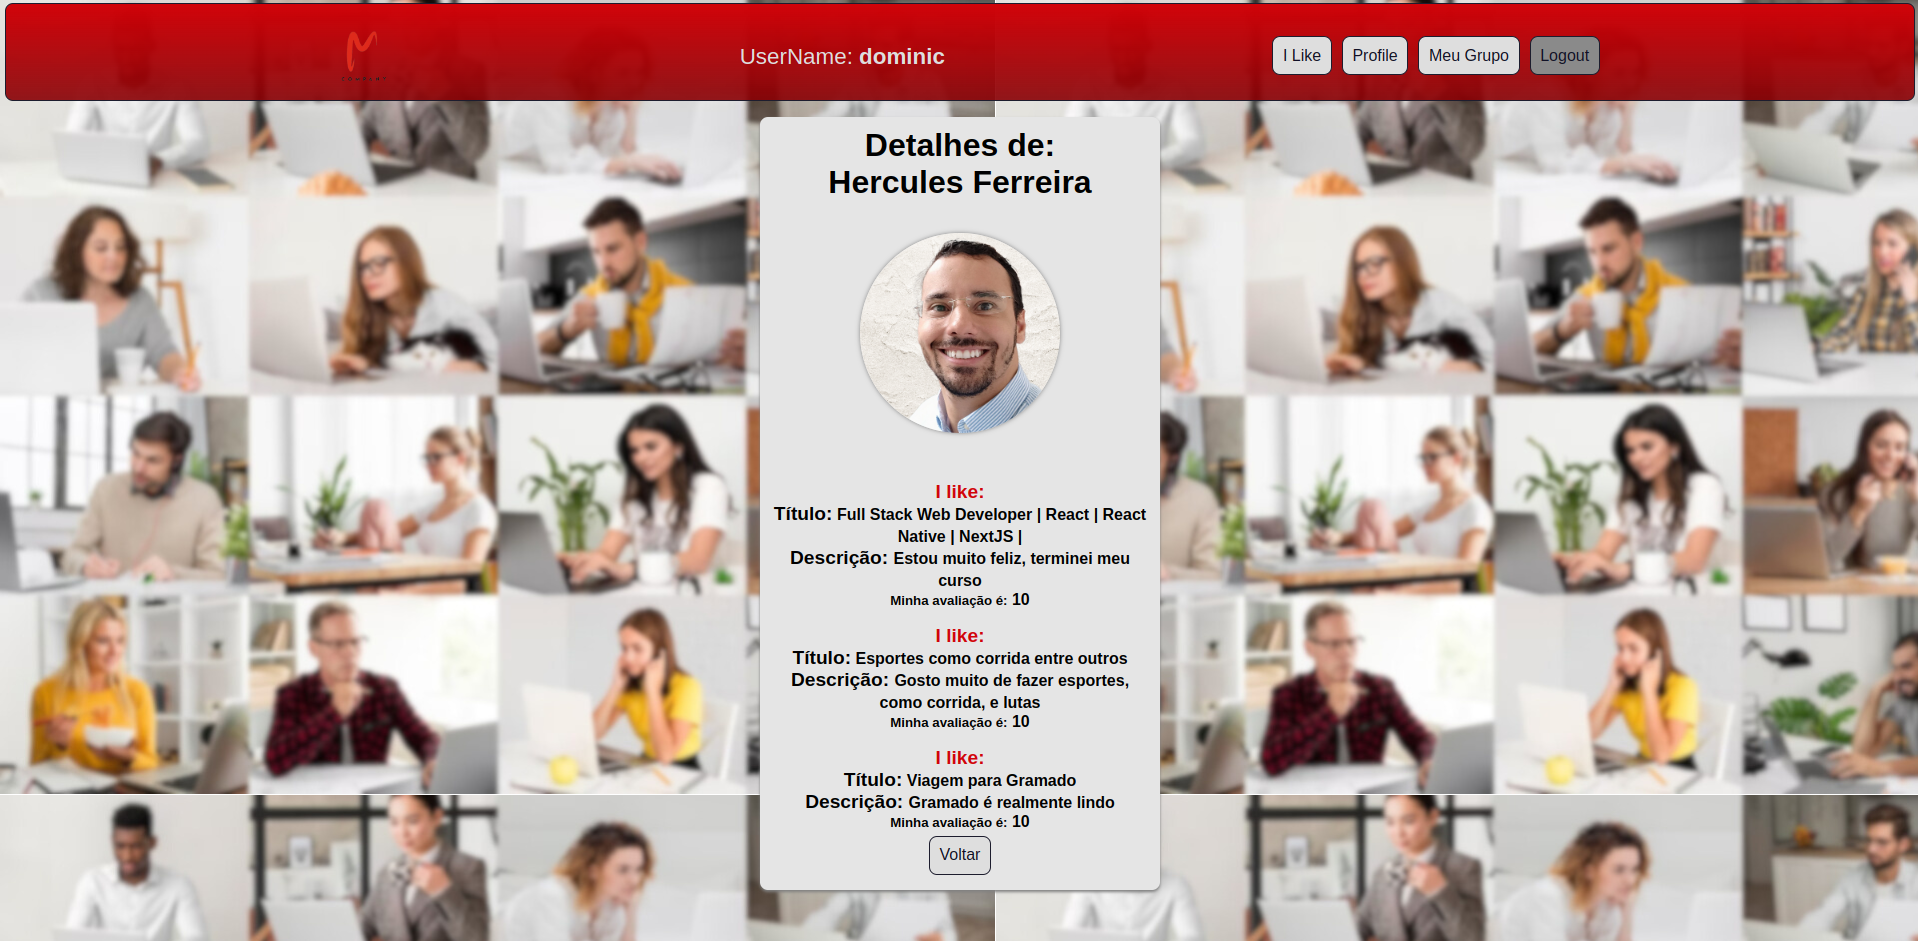 UserName: dominic
I Like
Profile
Meu Grupo
Logout
Detalhes de:
Hercules Ferreira
I like:
Título: Full Stack Web Developer | React | React
Native | NextJS |
Descrição: Estou muito feliz, terminei meu
curso
Minha avaliação é: 10
I like:
Título: Esportes como corrida entre outros
Descrição: Gosto muito de fazer esportes,
como corrida, e lutas
Minha avaliação é: 10
I like:
Título: Viagem para Gramado
Descrição: Gramado é realmente lindo
Minha avaliação é: 10
Voltar